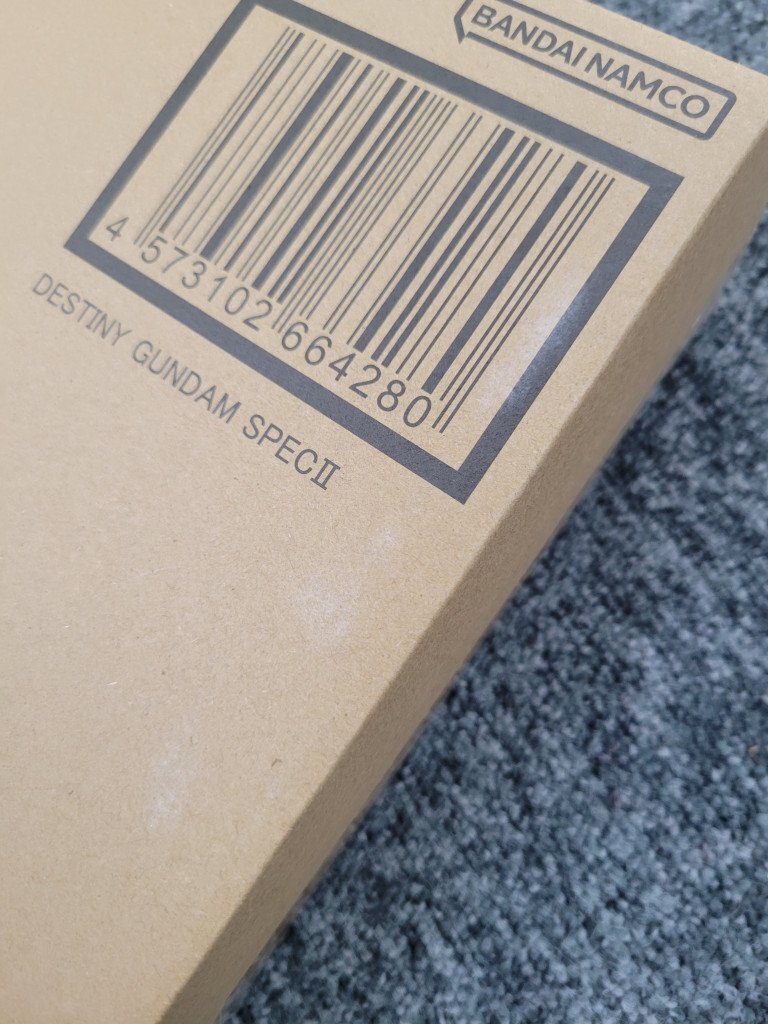 BANDAI NAMCO
4 573102 664280
DESTINY GUNDAM SPECⅡ